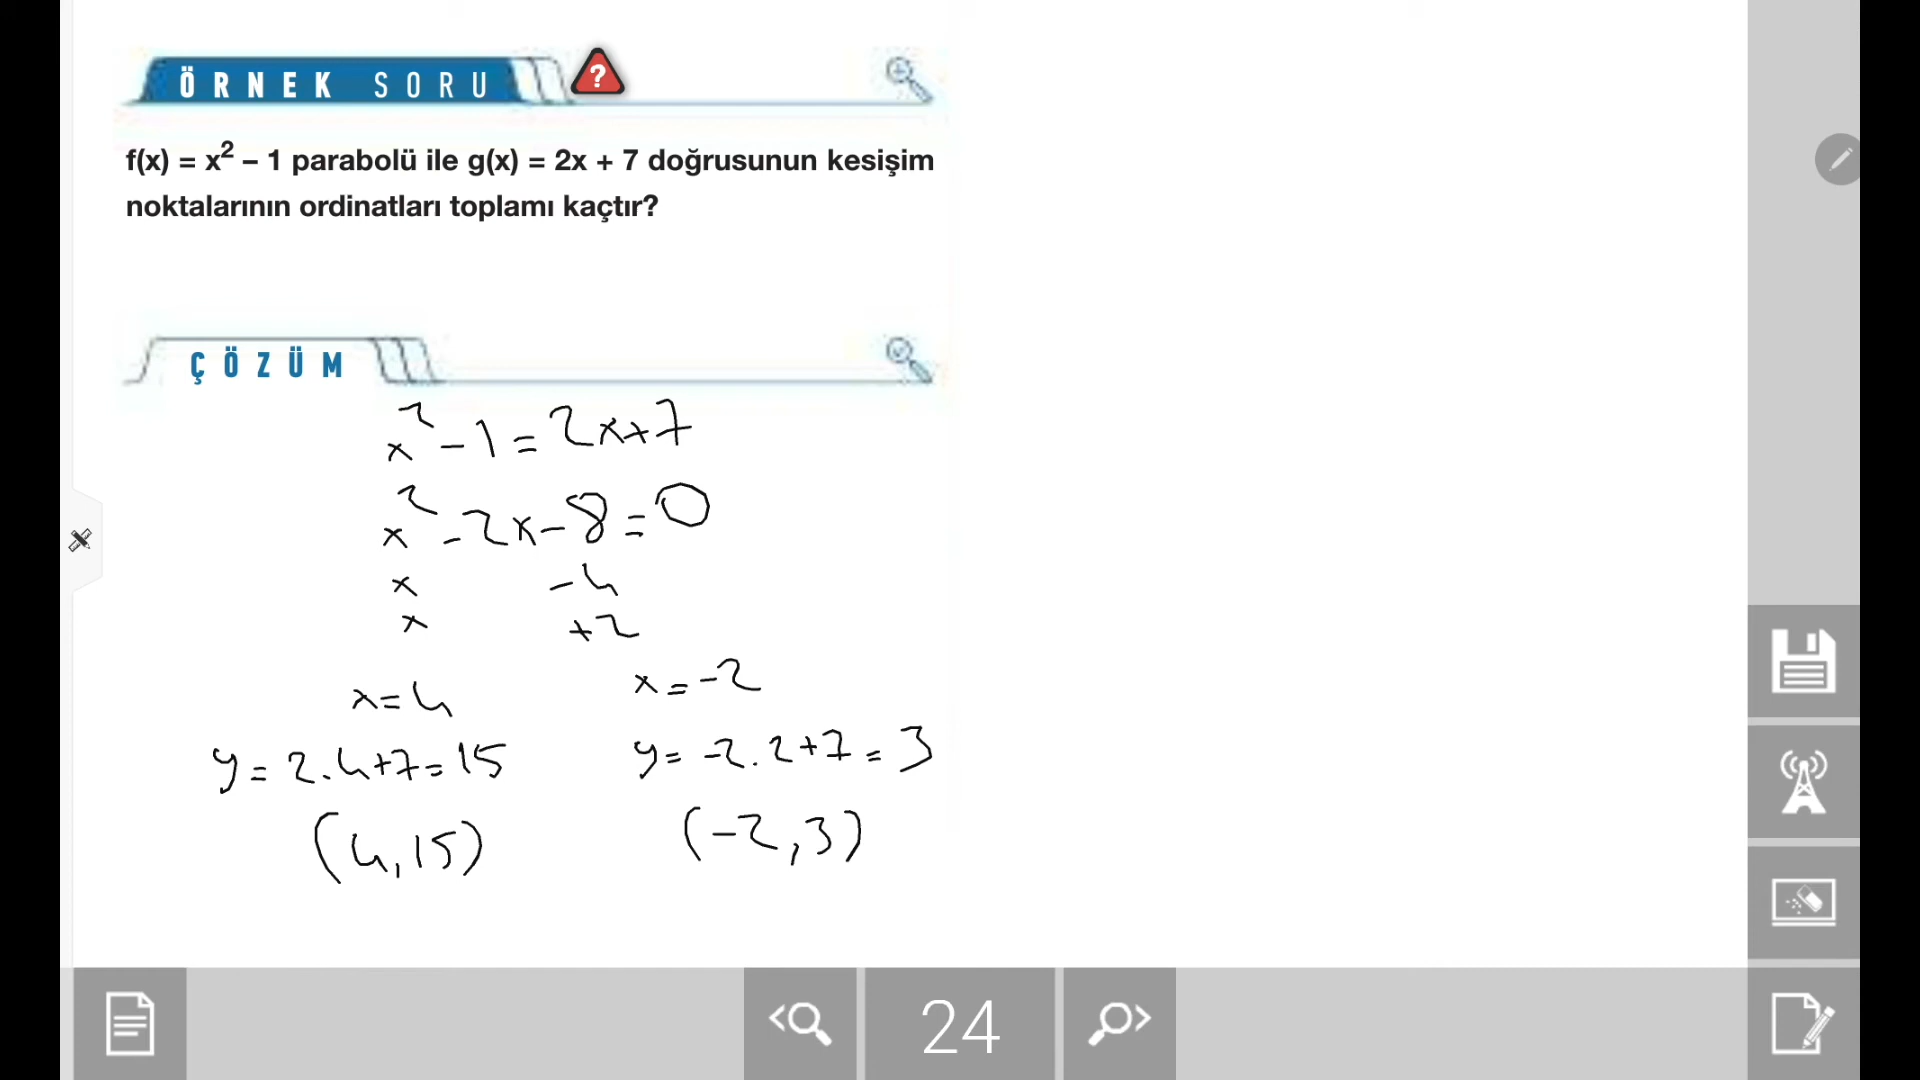 ÖRNEK SORU ?
f(x) = x² – 1 parabolü ile g(x) = 2x + 7 doğrusunun kesişim
noktalarının ordinatları toplamı kaçtır?
ÇÖZÜM
x² - 1 = 2x + 7
x² - 2x - 8 = 0
x -4
x +2
x = 4
x = -2
y = 2.4+7 = 15
y = -2.2+7 = 3
(4,15)
(-2,3)
24